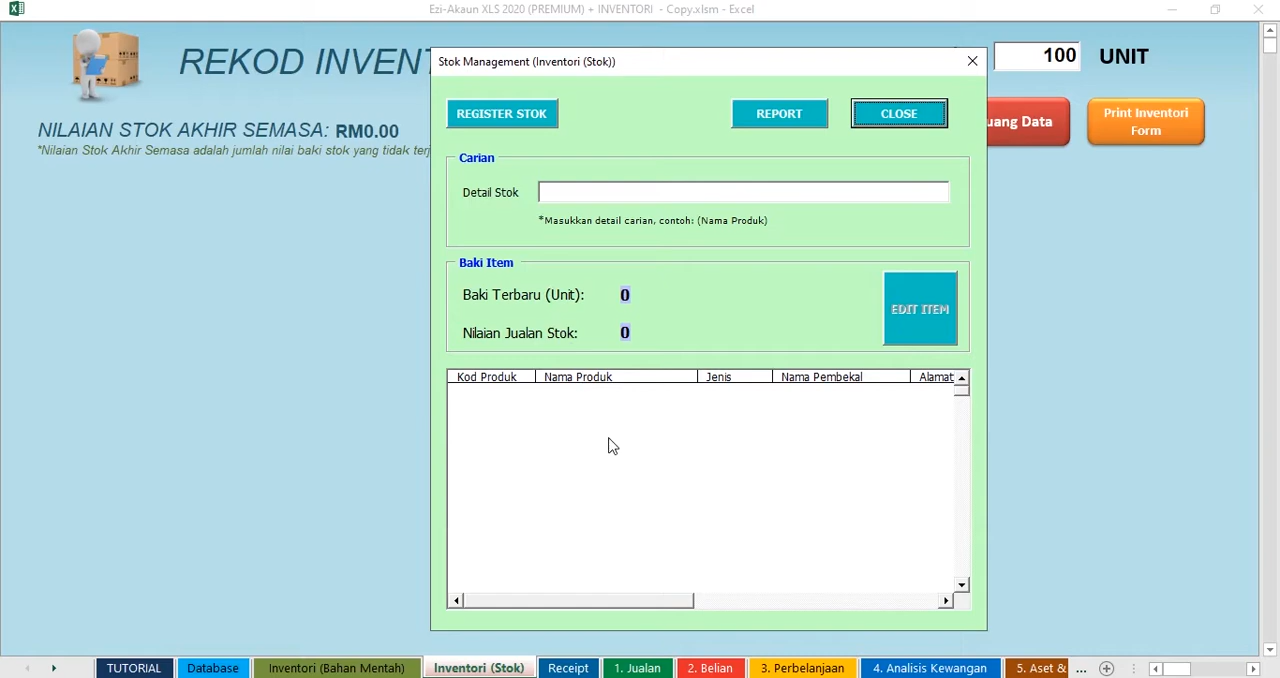 Ezi-Akaun XLS 2020 (PREMIUM) + INVENTORI - Copy.xlsm - Excel
REKOD INVENT
100 UNIT
NILAIAN STOK AKHIR SEMASA: RM0.00
*Nilaian Stok Akhir Semasa adalah jumlah nilai baki stok yang tidak terj
uang Data
Print Inventori
Form
Stok Management (Inventori (Stok))
REGISTER STOK
REPORT
CLOSE
Carian
Detail Stok
*Masukkan detail carian, contoh: (Nama Produk)
Baki Item
Baki Terbaru (Unit): 0
Nilaian Jualan Stok: 0
EDIT ITEM
Kod Produk Nama Produk Jenis Nama Pembekal Alamat
TUTORIAL Database Inventori (Bahan Mentah) Inventori (Stok) Receipt 1. Jualan 2. Belian 3. Perbelanjaan 4. Analisis Kewangan 5. Aset & ...